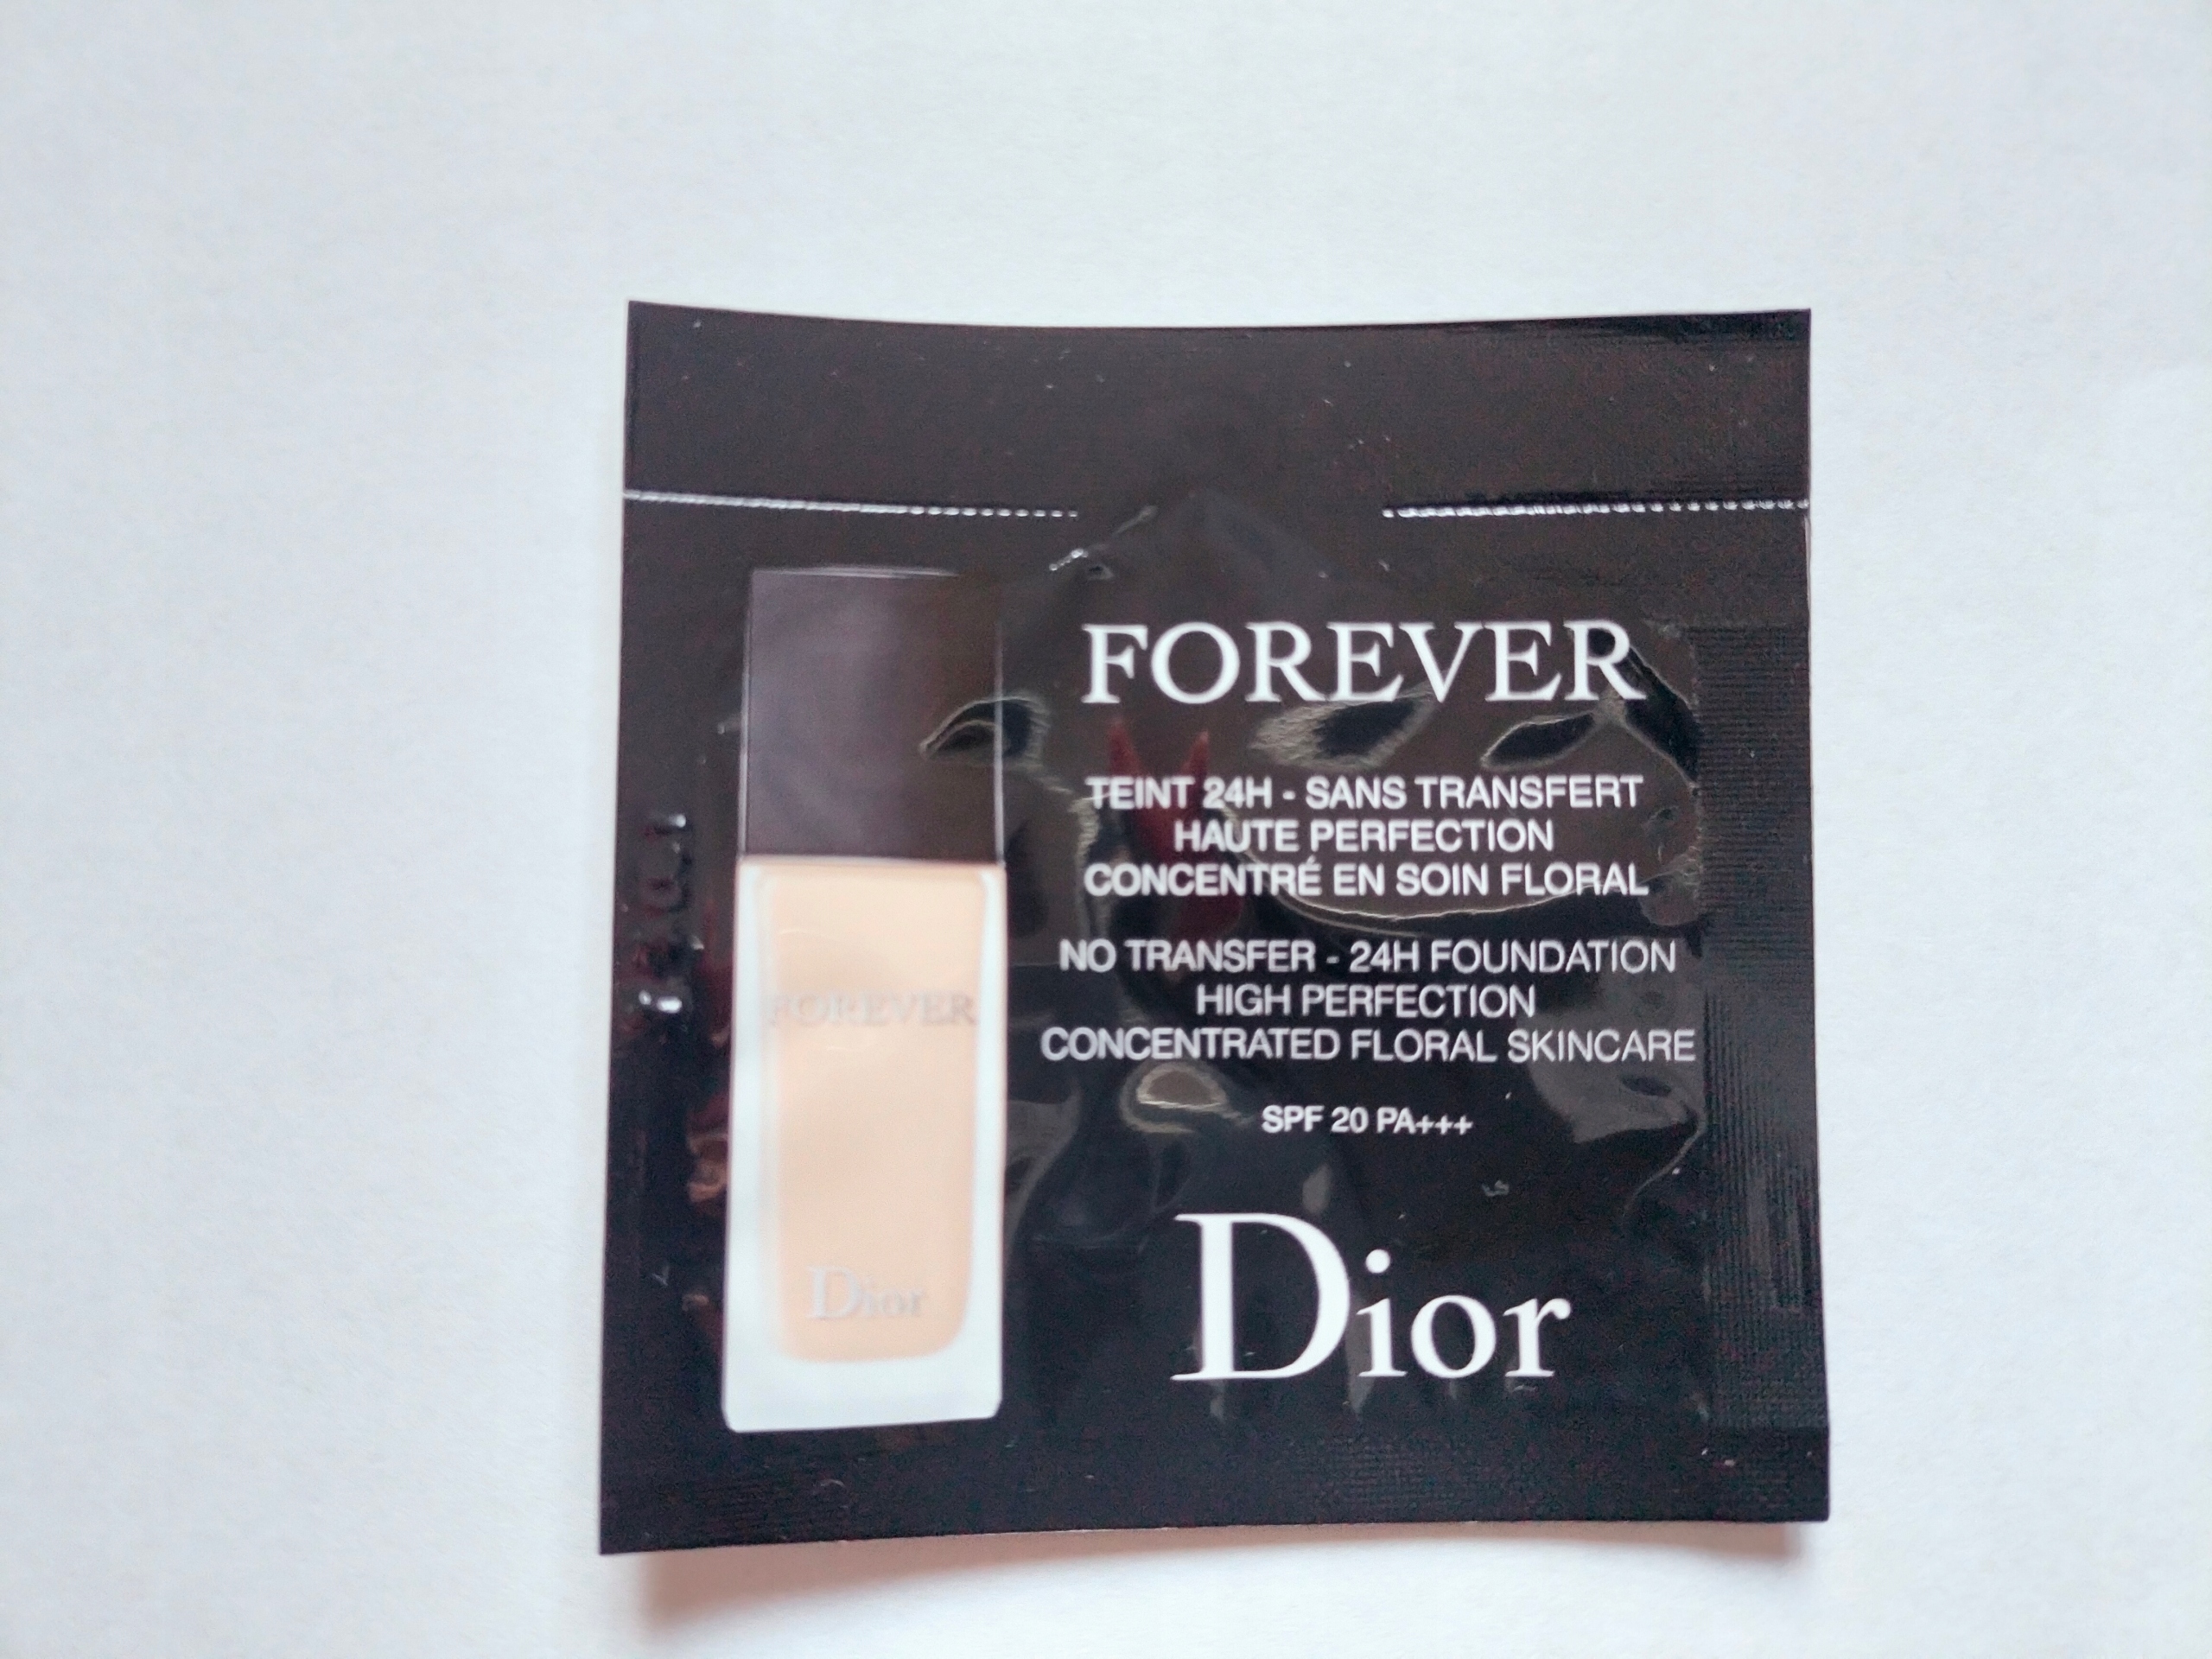 FOREVER
TEINT 24H - SANS TRANSFERT
HAUTE PERFECTION
CONCENTRÉ EN SOIN FLORAL
NO TRANSFER - 24H FOUNDATION
HIGH PERFECTION
CONCENTRATED FLORAL SKINCARE
SPF 20 PA+++
Dior
FOREVER
Dior